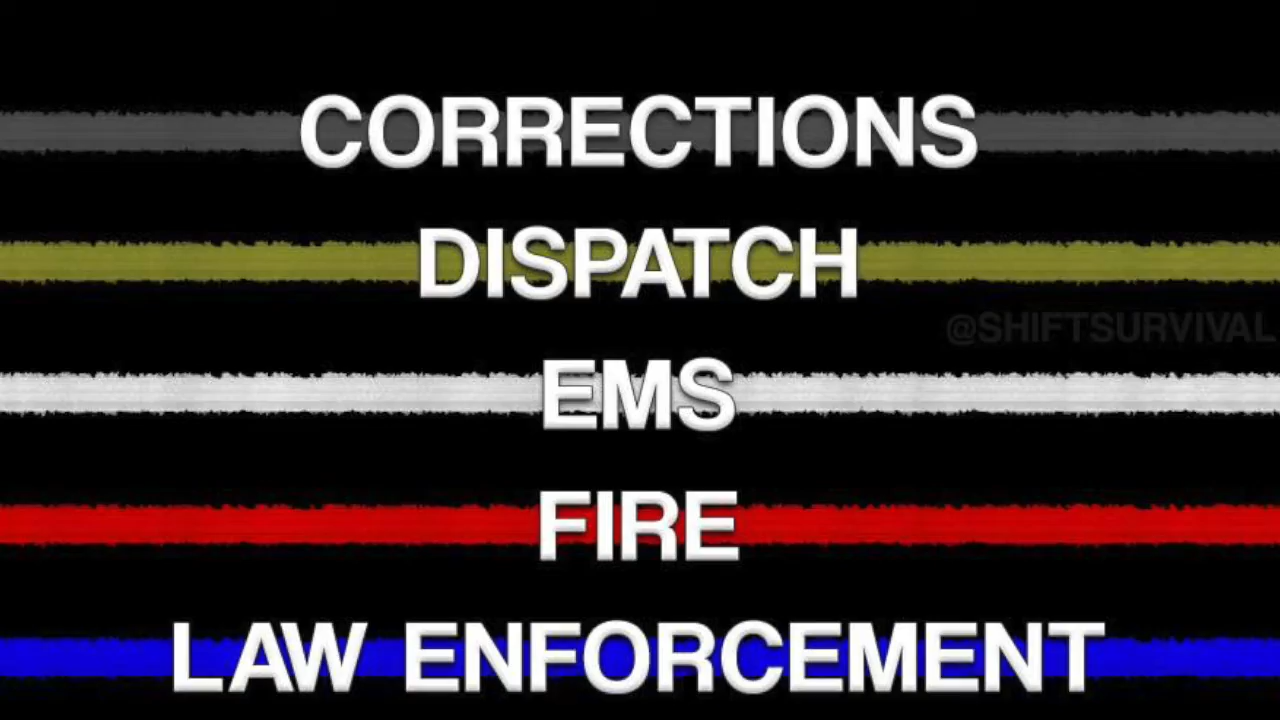 CORRECTIONS
DISPATCH
@SHIFTSURVIVAL
EMS
FIRE
LAW ENFORCEMENT